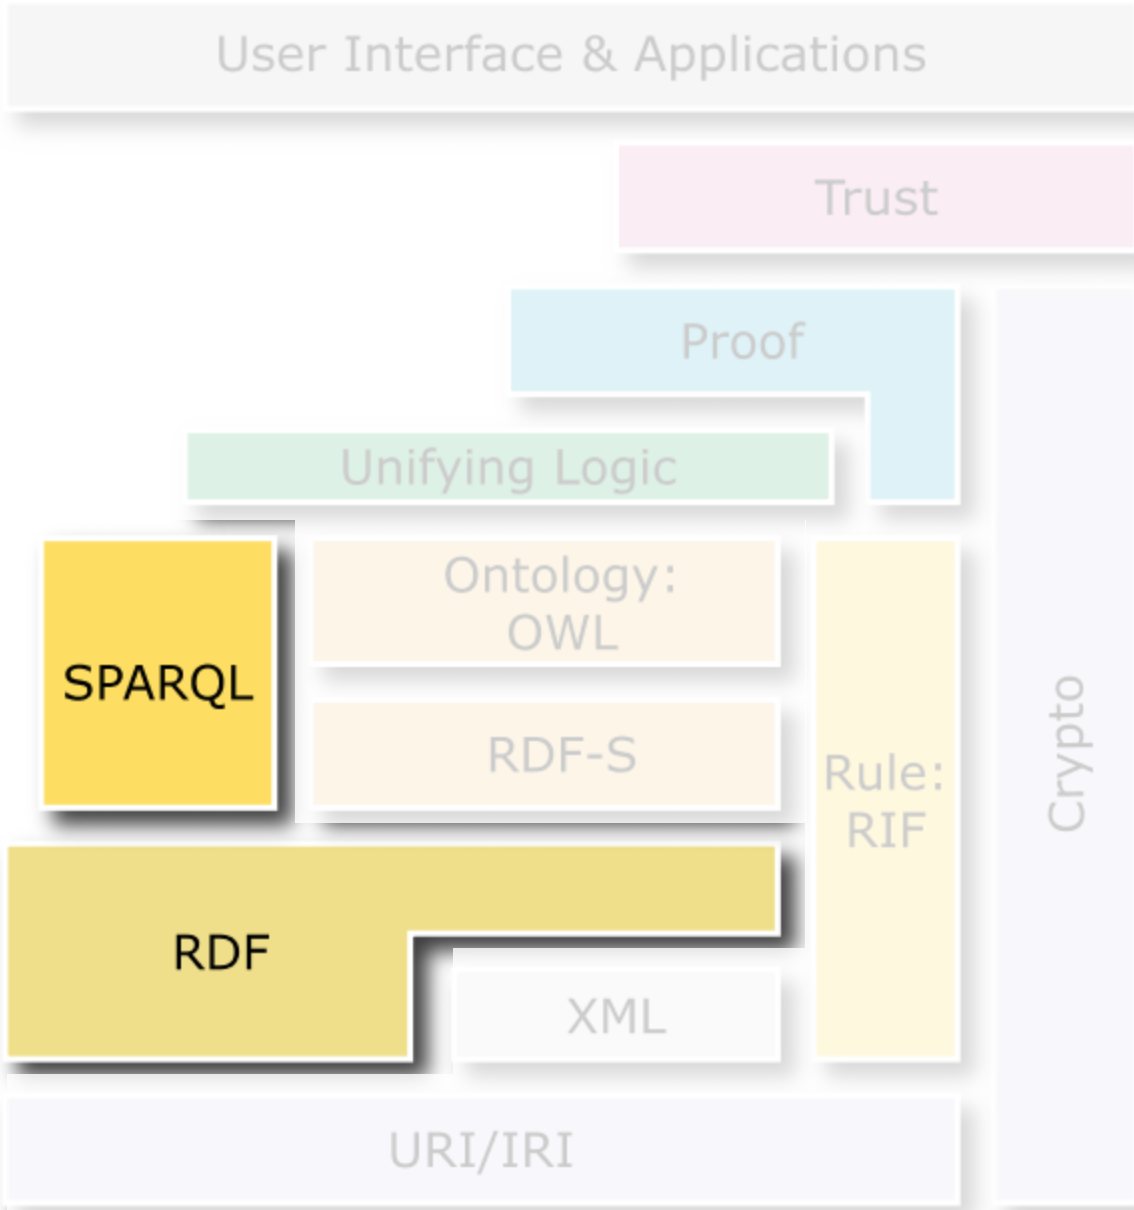 User Interface & Applications
Trust
Proof
Unifying Logic
SPARQL
Ontology:
OWL
RDF-S
Rule:
RIF
Crypto
RDF
XML
URI/IRI